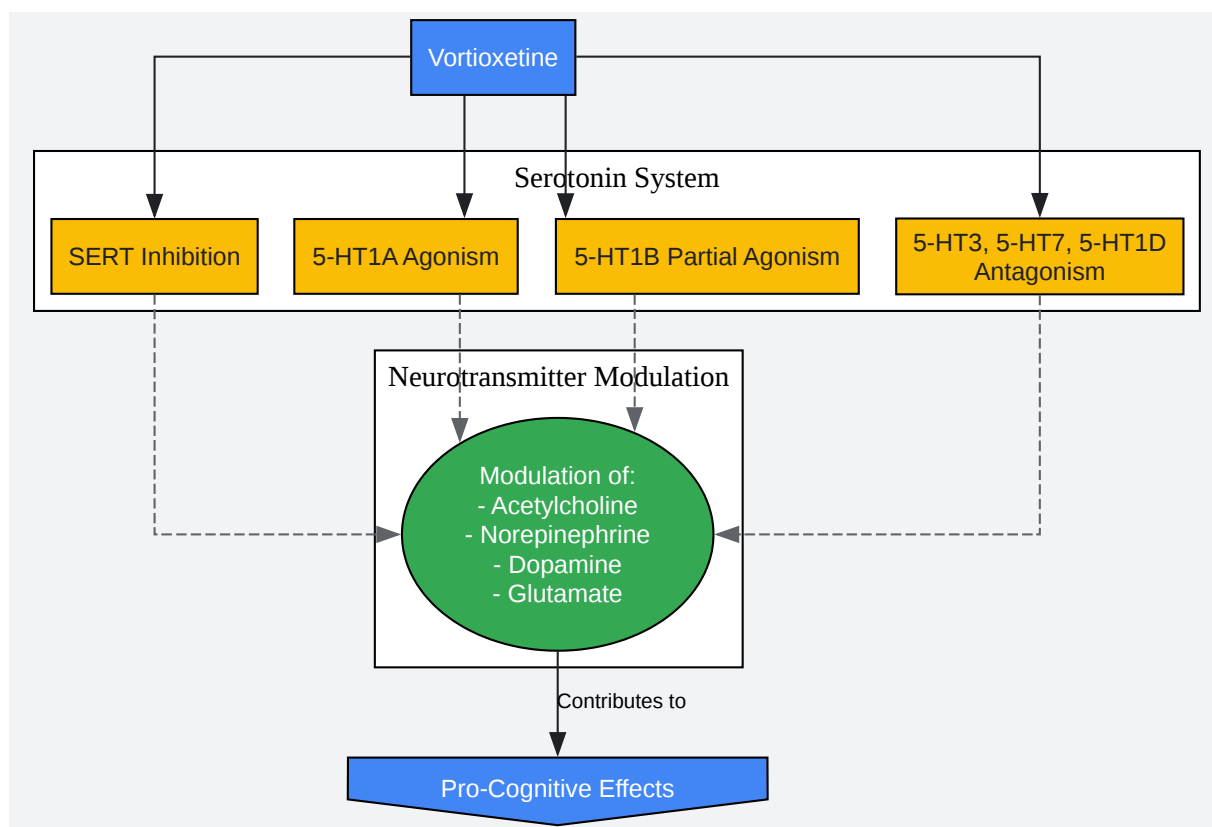 Vortioxetine
Serotonin System
SERT Inhibition
5-HT1A Agonism
5-HT1B Partial Agonism
5-HT3, 5-HT7, 5-HT1D
Antagonism
Neurotransmitter Modulation
Modulation of:
- Acetylcholine
- Norepinephrine
- Dopamine
- Glutamate
Contributes to
Pro-Cognitive Effects